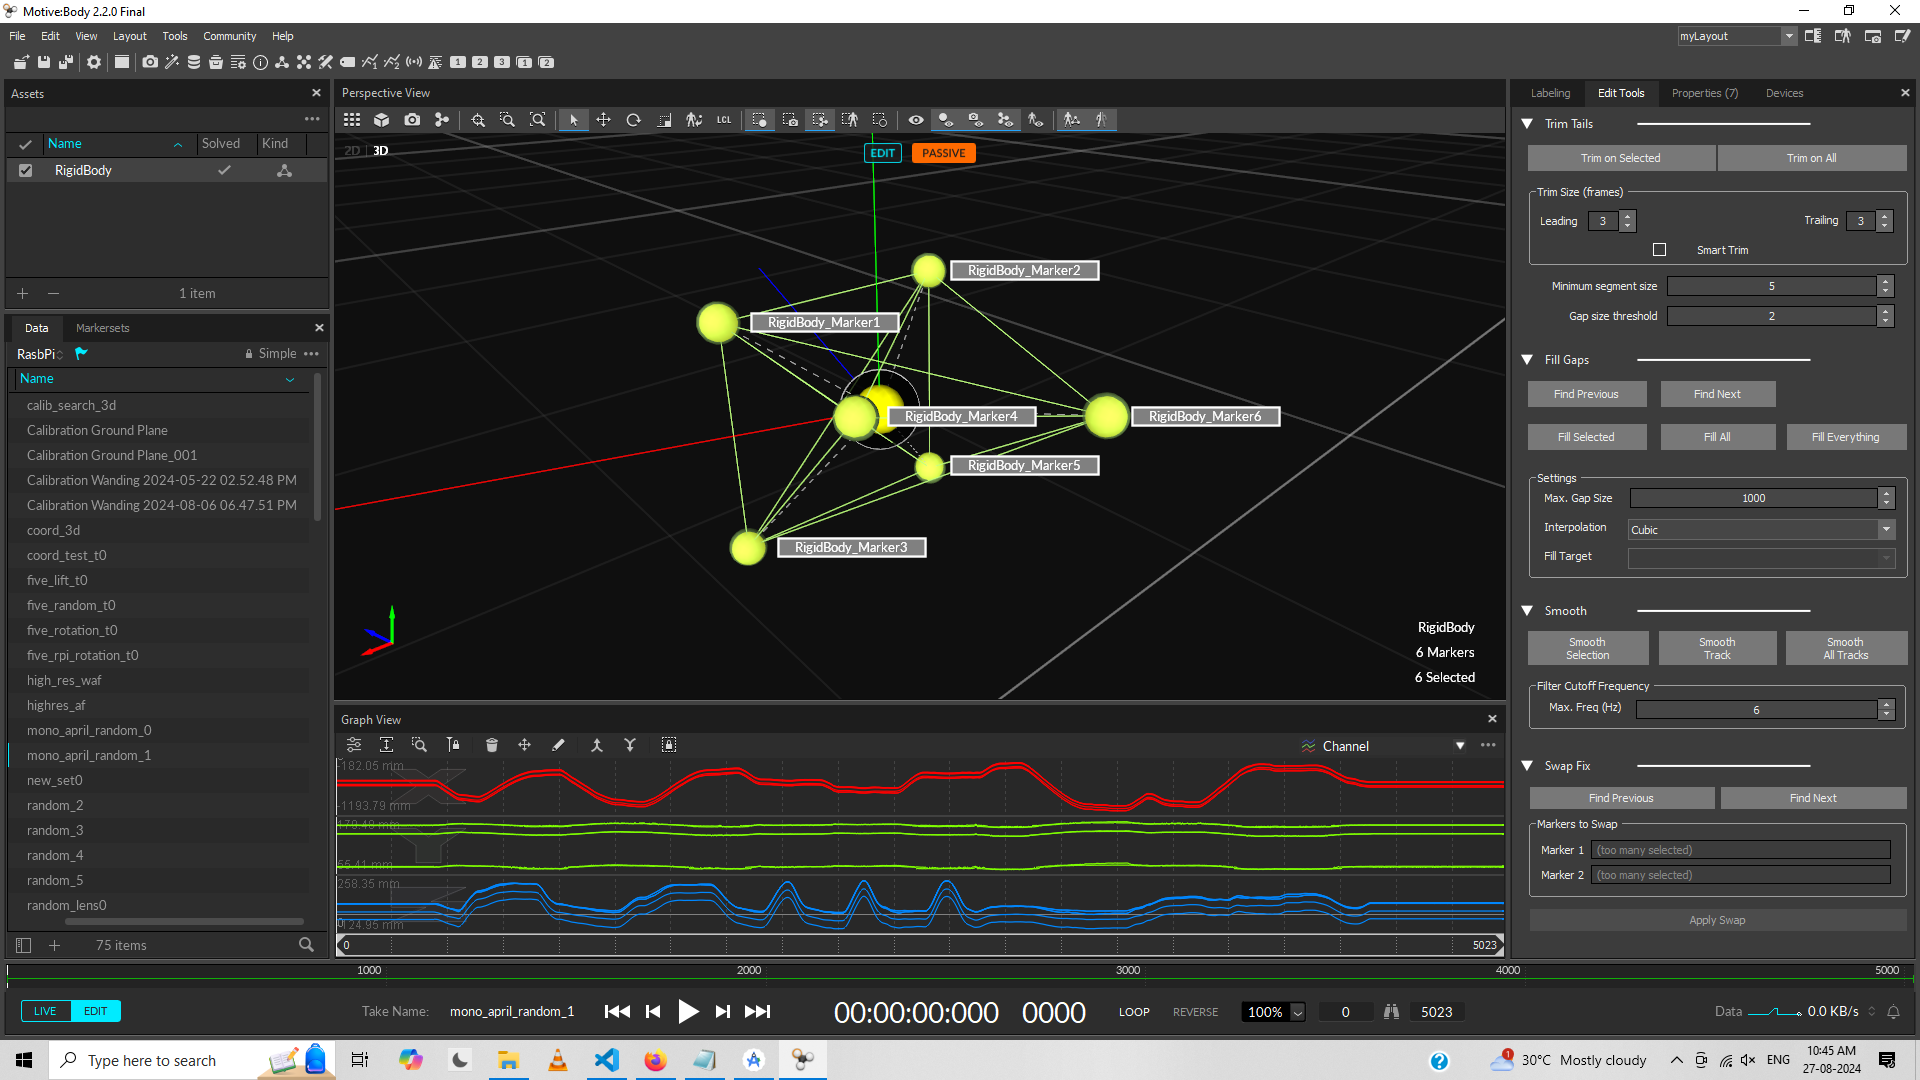 Motive:Body 2.2.0 Final
File Edit View Layout Tools Community Help
myLayout
1 2 3 1 2
Assets
Name Solved Kind
RigidBody
1 item
Data Markersets
RasbPi Simple
Name
calib_search_3d
Calibration Ground Plane
Calibration Ground Plane_001
Calibration Wanding 2024-05-22 02.52.48 PM
Calibration Wanding 2024-08-06 06.47.51 PM
coord_3d
coord_test_t0
five_lift_t0
five_random_t0
five_rotation_t0
five_rpi_rotation_t0
high_res_waf
highres_af
mono_april_random_0
mono_april_random_1
new_set0
random_2
random_3
random_4
random_5
random_lens0
75 items
Perspective View
LCL
2D 3D
EDIT PASSIVE
RigidBody_Marker2
RigidBody_Marker1
RigidBody_Marker4
RigidBody_Marker6
RigidBody_Marker5
RigidBody_Marker3
RigidBody
6 Markers
6 Selected
Graph View
Channel
-182.05 mm
-1193.79 mm
258.35 mm
0 5023
Labeling Edit Tools Properties (7) Devices
Trim Tails
Trim on Selected Trim on All
Trim Size (frames)
Leading 3 Trailing 3
Smart Trim
Minimum segment size 5
Gap size threshold 2
Fill Gaps
Find Previous Find Next
Fill Selected Fill All Fill Everything
Settings
Max. Gap Size 1000
Interpolation Cubic
Fill Target
Smooth
Smooth Selection Smooth Track Smooth All Tracks
Filter Cutoff Frequency
Max. Freq (Hz) 6
Swap Fix
Find Previous Find Next
Markers to Swap
Marker 1 (too many selected)
Marker 2 (too many selected)
Apply Swap
1000 2000 3000 4000 5000
LIVE EDIT
Take Name: mono_april_random_1
00:00:00:000 0000
LOOP REVERSE 100% 0 5023
Data 0.0 KB/s
Type here to search
1
30°C Mostly cloudy
ENG
10:45 AM
27-08-2024